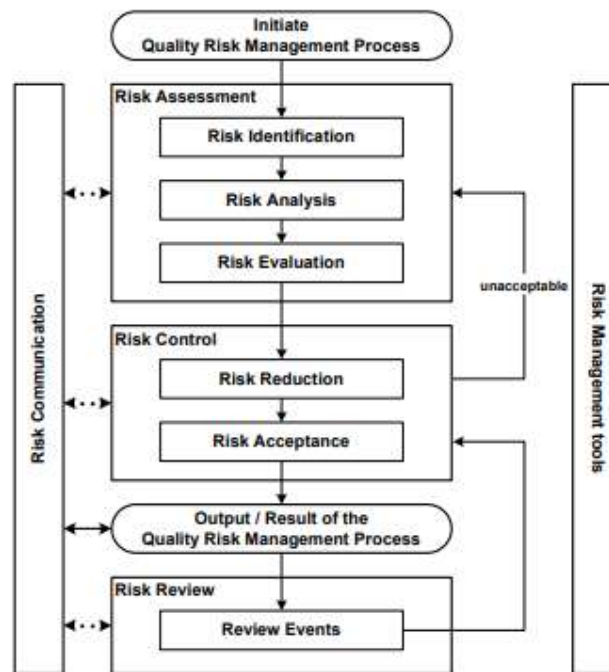 Initiate
Quality Risk Management Process
Risk Assessment
Risk Identification
Risk Analysis
Risk Evaluation
unacceptable
Risk Control
Risk Reduction
Risk Acceptance
Output / Result of the
Quality Risk Management Process
Risk Review
Review Events
Risk Communication
Risk Management tools